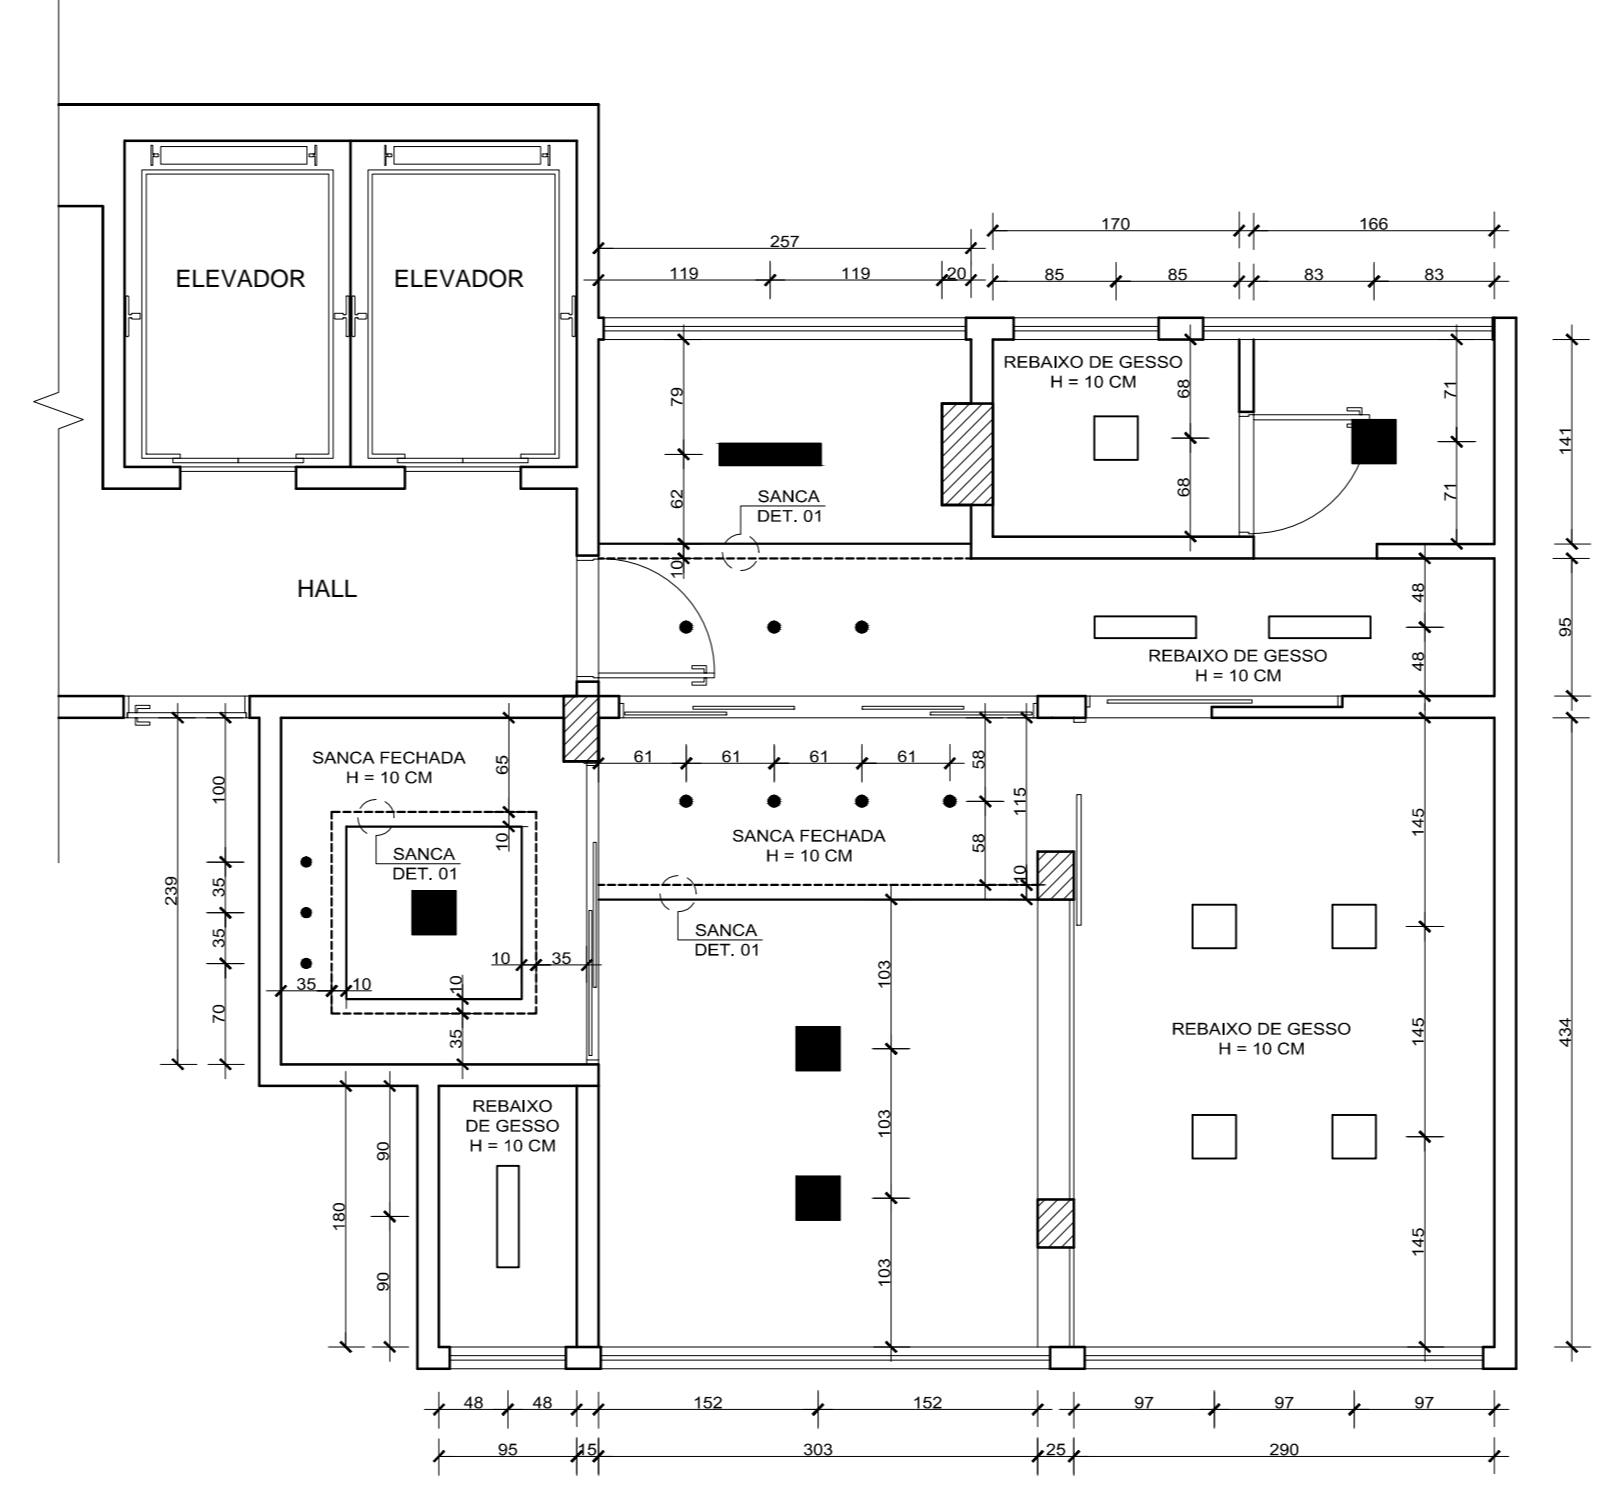 170
166
257
119
119
20
85
85
83
83
ELEVADOR
ELEVADOR
REBAIXO DE GESSO
H = 10 CM
79
68
71
141
62
68
71
SANCA
DET. 01
10
HALL
48
95
48
REBAIXO DE GESSO
H = 10 CM
SANCA FECHADA
H = 10 CM
65
61
61
61
61
58
115
100
145
SANCA FECHADA
H = 10 CM
58
10
10
SANCA
DET. 01
239
35
35
SANCA
DET. 01
10
35
35
10
10
70
35
103
REBAIXO DE GESSO
H = 10 CM
145
434
REBAIXO
DE GESSO
H = 10 CM
90
103
180
90
103
145
48
48
152
152
97
97
97
95
15
303
25
290